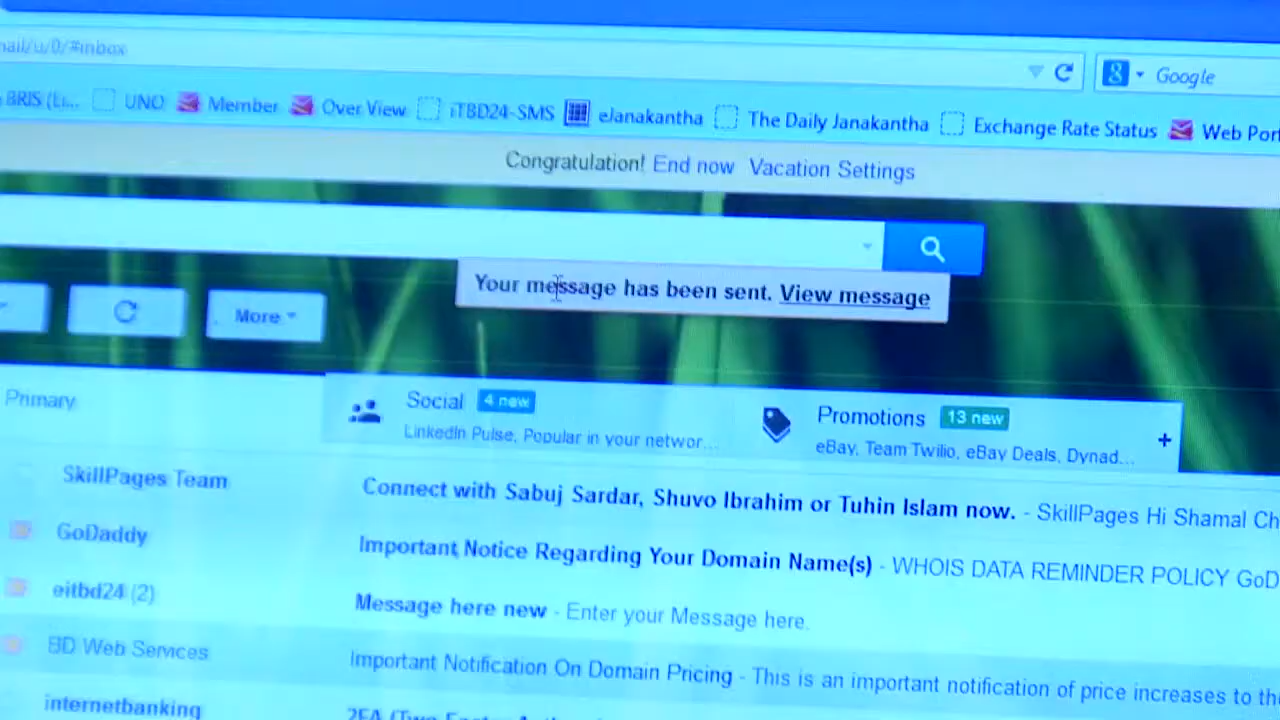 mail/u/0/#inbox
Google
BRIS (Li... UNO Member Over View iTBD24-SMS eJanakantha The Daily Janakantha Exchange Rate Status Web Port
Congratulation! End now Vacation Settings
Your message has been sent. View message
More
Primary
Social 4 new
LinkedIn Pulse, Popular in your networ...
Promotions 13 new
eBay, Team Twilio, eBay Deals, Dynad...
+
SkillPages Team Connect with Sabuj Sardar, Shuvo Ibrahim or Tuhin Islam now. - SkillPages Hi Shamal Ch
GoDaddy Important Notice Regarding Your Domain Name(s) - WHOIS DATA REMINDER POLICY GoD
eitbd24 (2) Message here new - Enter your Message here.
BD Web Services Important Notification On Domain Pricing - This is an important notification of price increases to the
internetbanking